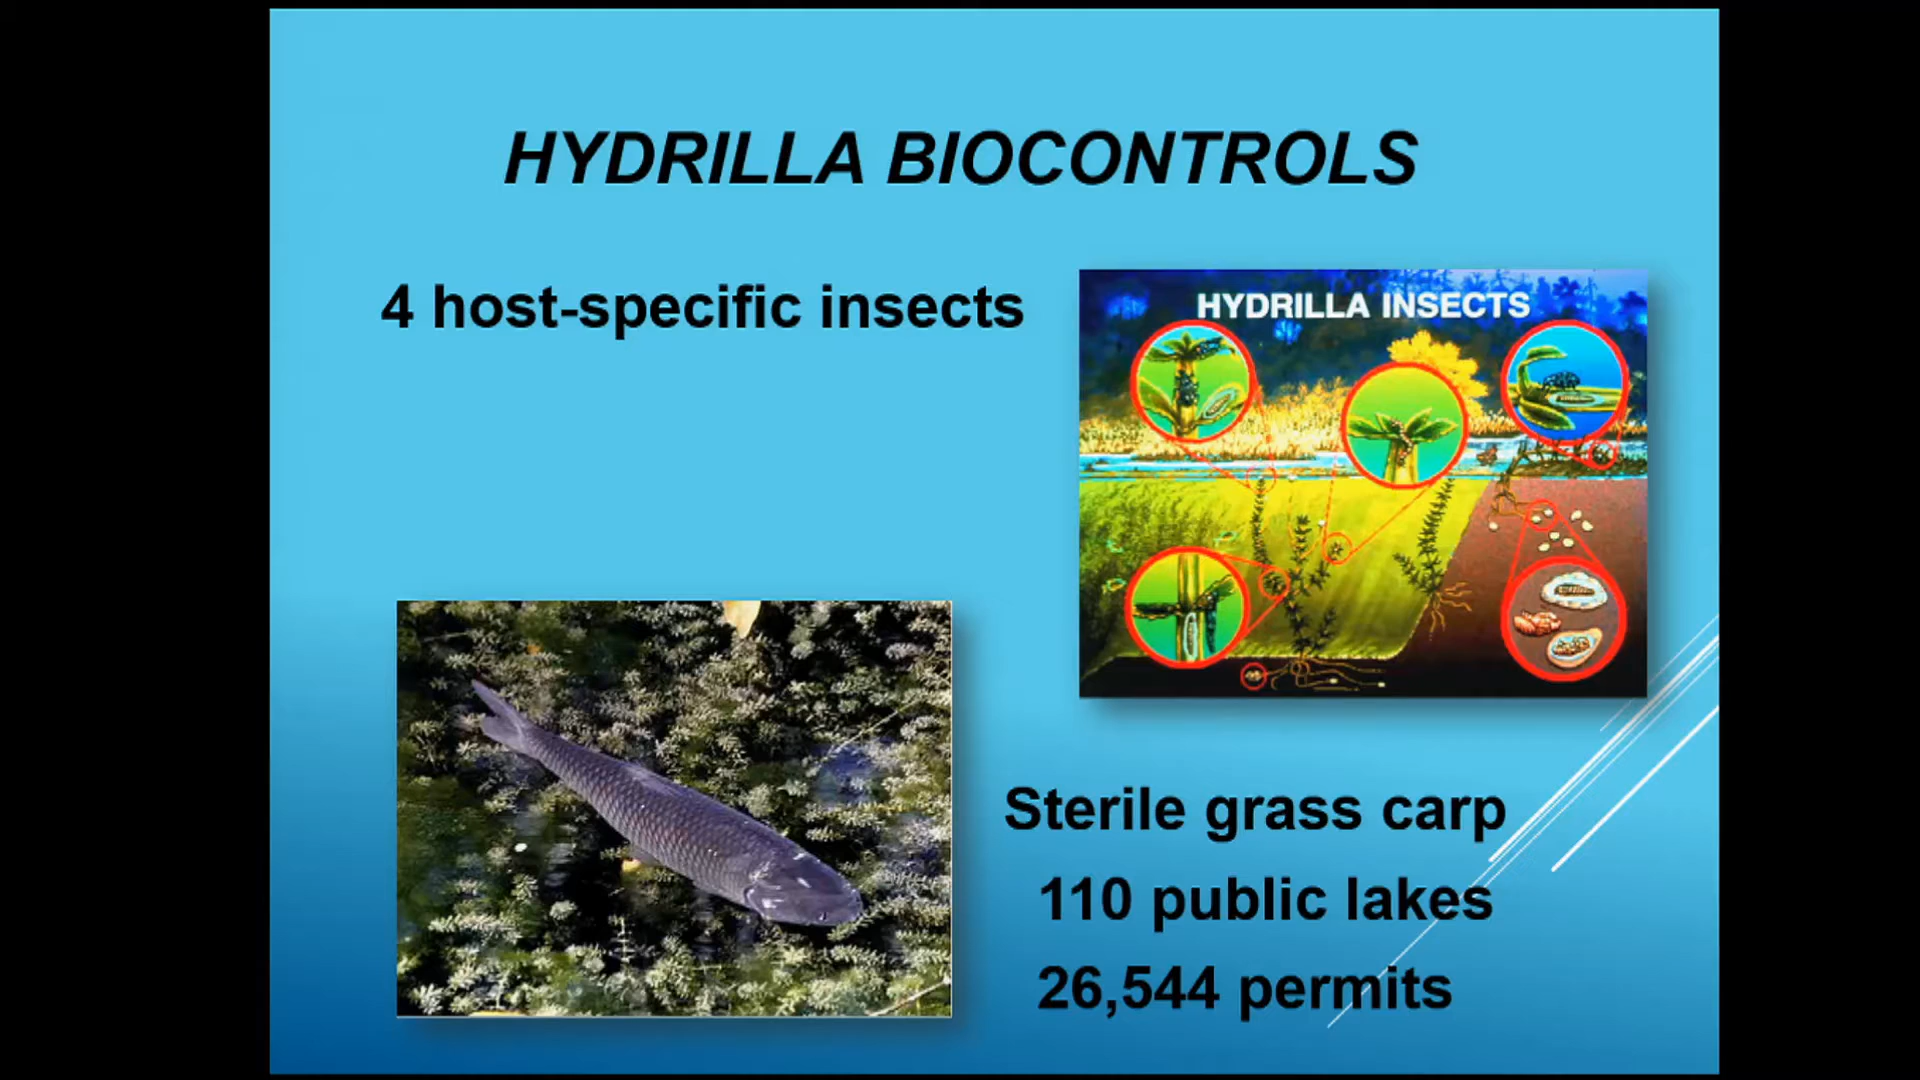 HYDRILLA BIOCONTROLS
4 host-specific insects
HYDRILLA INSECTS
Sterile grass carp
110 public lakes
26,544 permits